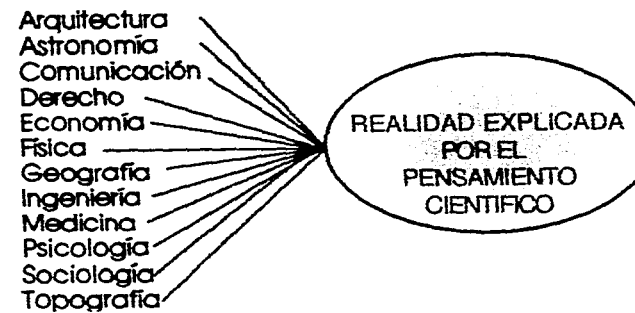 Arquitectura
Astronomía
Comunicación
Derecho
Economía
Física
Geografía
Ingeniería
Medicina
Psicología
Sociología
Topografía
REALIDAD EXPLICADA
POR EL
PENSAMIENTO
CIENTIFICO